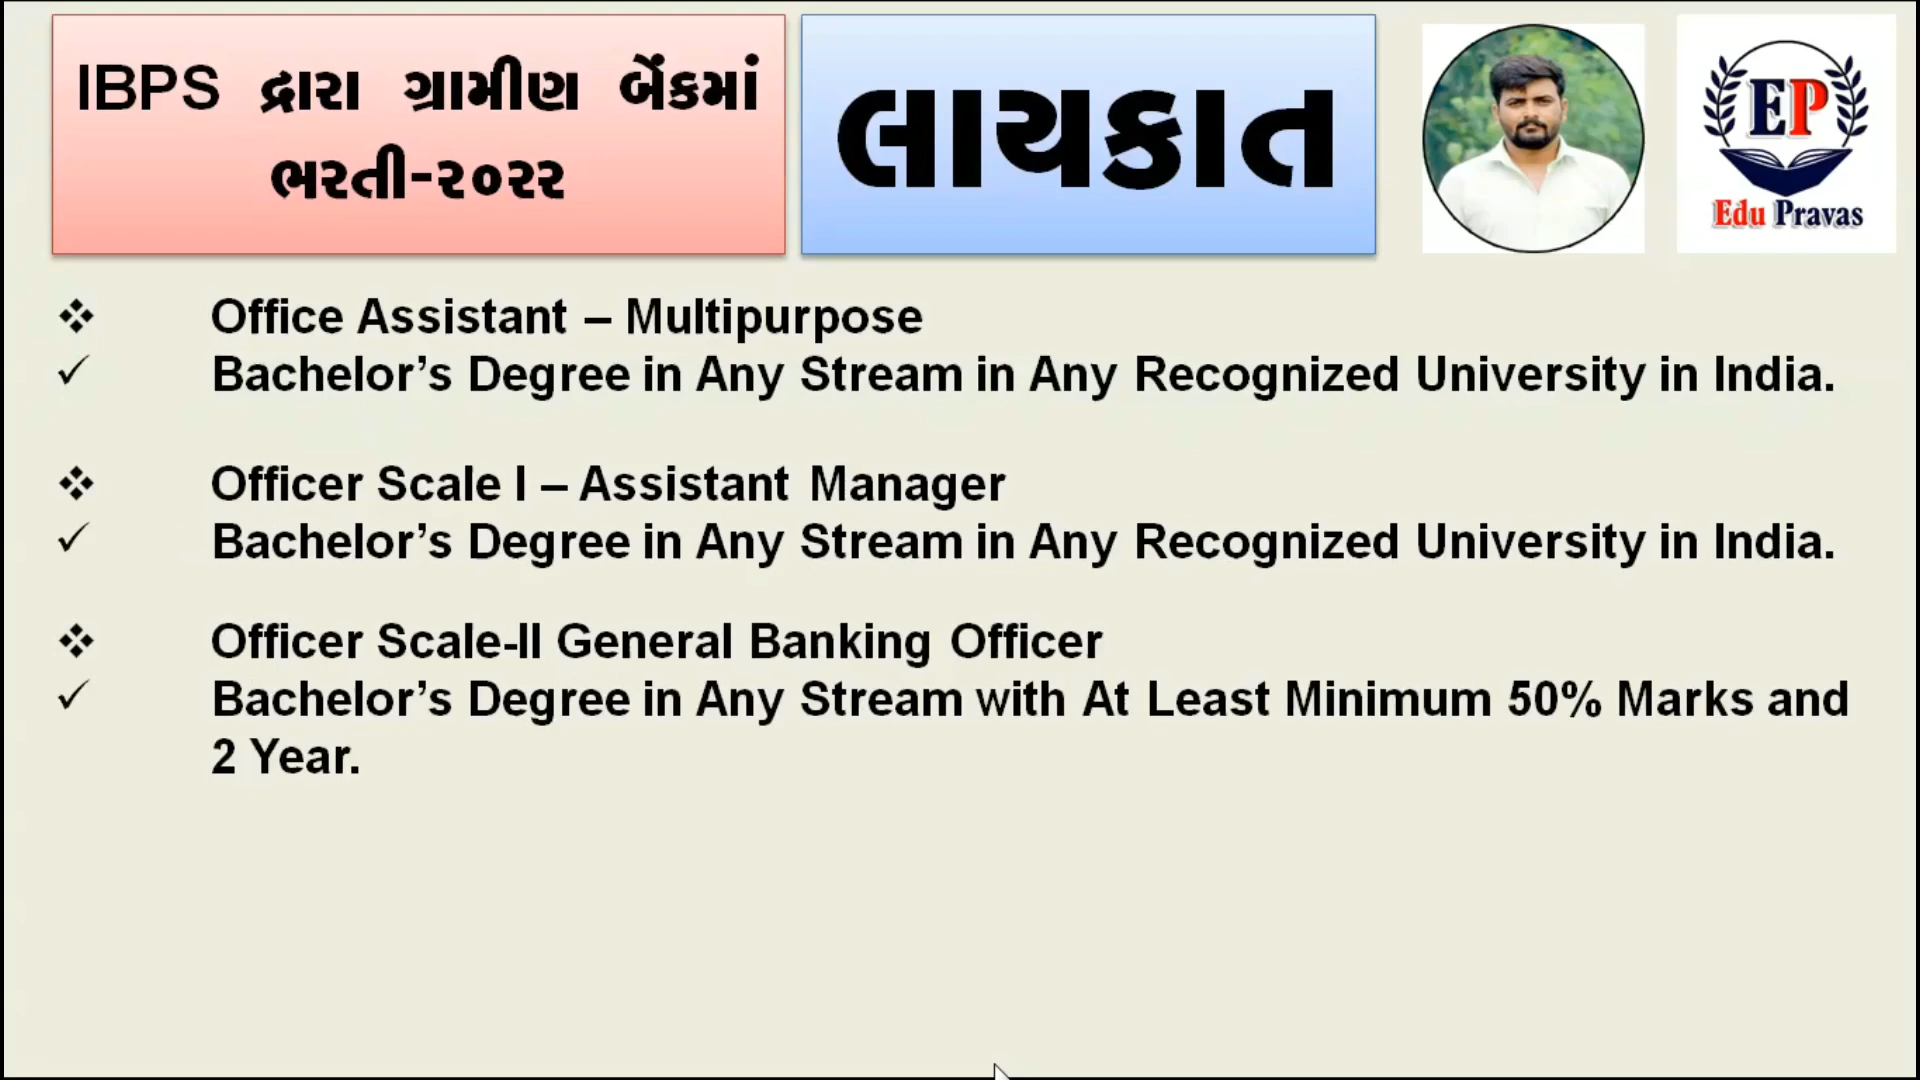 IBPS દ્વારા ગ્રામીણ બેંકમાં
ભરતી-૨૦૨૨
લાયકાત
EP
Edu Pravas
❖ Office Assistant – Multipurpose
✓ Bachelor’s Degree in Any Stream in Any Recognized University in India.
❖ Officer Scale I – Assistant Manager
✓ Bachelor’s Degree in Any Stream in Any Recognized University in India.
❖ Officer Scale-II General Banking Officer
✓ Bachelor’s Degree in Any Stream with At Least Minimum 50% Marks and
2 Year.